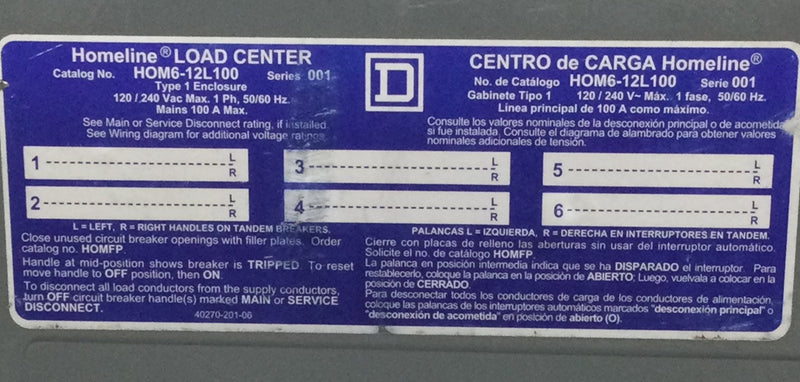 Homeline® LOAD CENTER
Catalog No. HOM6-12L100 Series 001
Type 1 Enclosure
120 / 240 Vac Max. 1 Ph, 50/60 Hz.
Mains 100 A Max.
See Main or Service Disconnect rating, if installed.
See Wiring diagram for additional voltage ratings.
D
CENTRO de CARGA Homeline®
No. de Catálogo HOM6-12L100 Serie 001
Gabinete Tipo 1 120 / 240 V~ Máx. 1 fase, 50/60 Hz.
Línea principal de 100 A como máximo.
Consulte los valores nominales de la desconexión principal o de acometida
si fue instalada. Consulte el diagrama de alambrado para obtener valores
nominales adicionales de tensión.
1 L R
3 L R
5 L R
2 L R
4 L R
6 L R
L = LEFT, R = RIGHT HANDLES ON TANDEM BREAKERS.
Close unused circuit breaker openings with filler plates. Order
catalog no. HOMFP.
Handle at mid-position shows breaker is TRIPPED. To reset
move handle to OFF position, then ON.
To disconnect all load conductors from the supply conductors,
turn OFF circuit breaker handle(s) marked MAIN or SERVICE
DISCONNECT.
40270-201-06
PALANCAS L = IZQUIERDA, R = DERECHA EN INTERRUPTORES EN TANDEM.
Cierre con placas de relleno las aberturas sin usar del interruptor automático.
Solicite el no. de catálogo HOMFP.
La palanca en posición intermedia indica que se ha DISPARADO el interruptor. Para
restablecerlo, coloque la palanca en la posición de ABIERTO; Luego, vuelvala a colocar en la
posición de CERRADO.
Para desconectar todos los conductores de carga de los conductores de alimentación,
coloque las palancas de los interruptores automáticos marcados "desconexión principal" o
"desconexión de acometida" en posición de abierto (O).